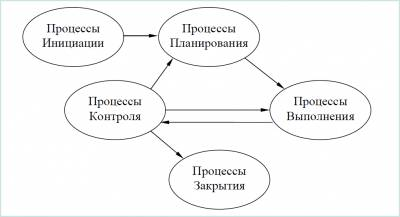 Процессы
Инициации
Процессы
Планирования
Процессы
Контроля
Процессы
Выполнения
Процессы
Закрытия